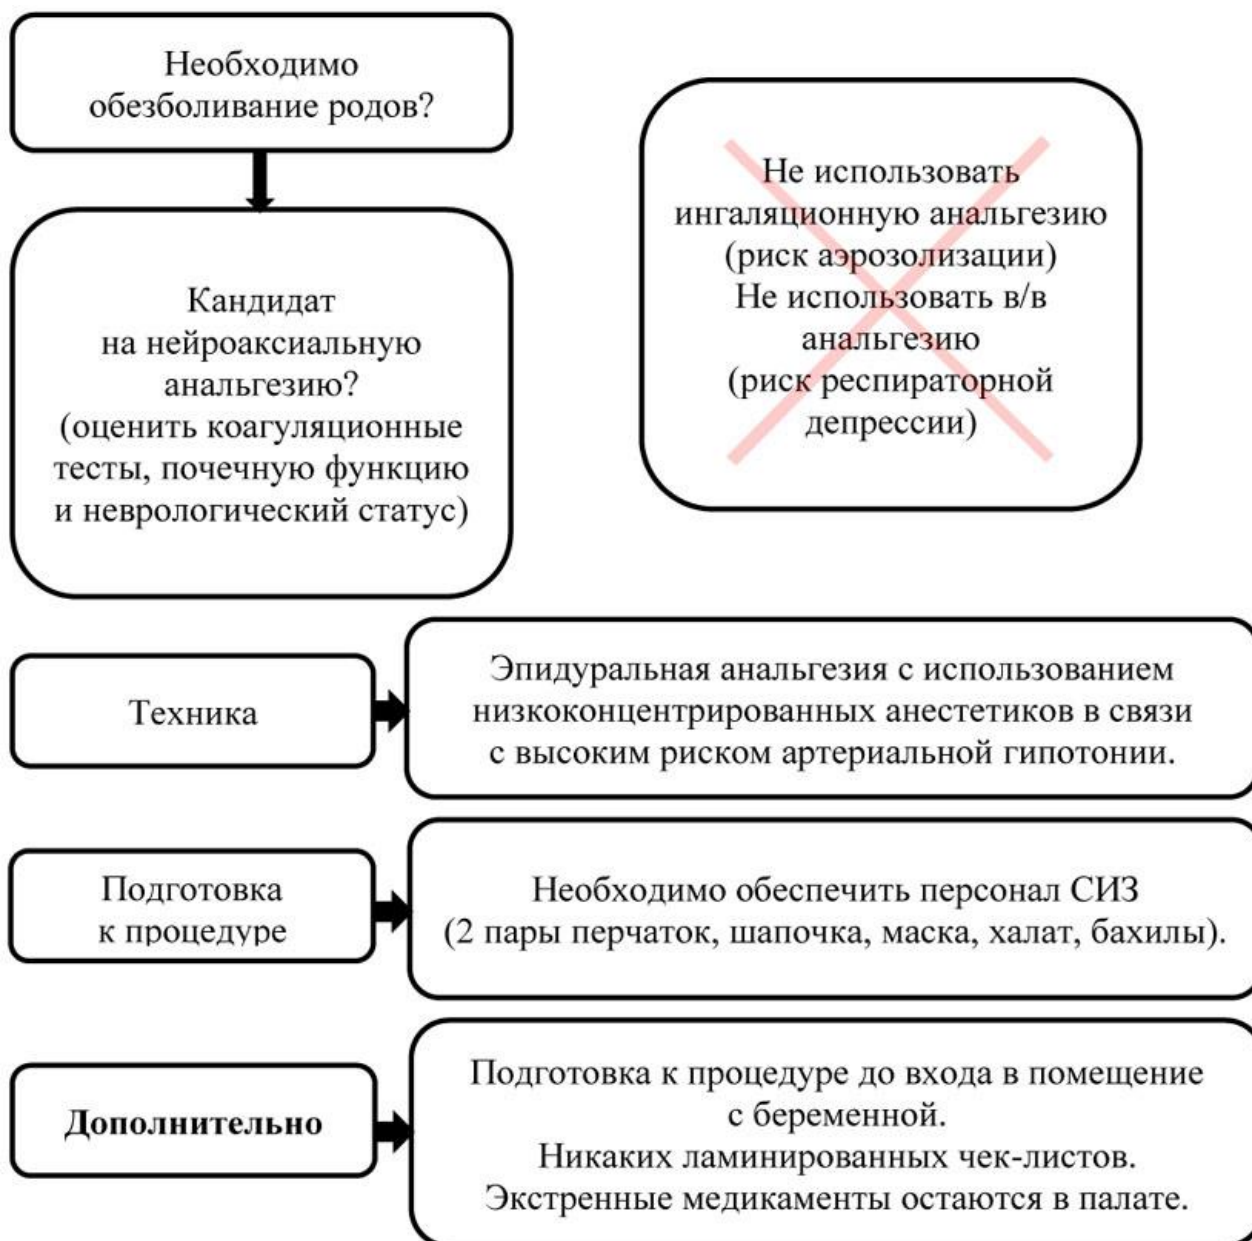 Необходимо
обезболивание родов?
Не использовать
ингаляционную анальгезию
(риск аэрозолизации)
Не использовать в/в
анальгезию
(риск респираторной
депрессии)
Кандидат
на нейроаксиальную
анальгезию?
(оценить коагуляционные
тесты, почечную функцию
и неврологический статус)
Техника
Эпидуральная анальгезия с использованием
низкоконцентрированных анестетиков в связи
с высоким риском артериальной гипотонии.
Подготовка
к процедуре
Необходимо обеспечить персонал СИЗ
(2 пары перчаток, шапочка, маска, халат, бахилы).
Дополнительно
Подготовка к процедуре до входа в помещение
с беременной.
Никаких ламинированных чек-листов.
Экстренные медикаменты остаются в палате.